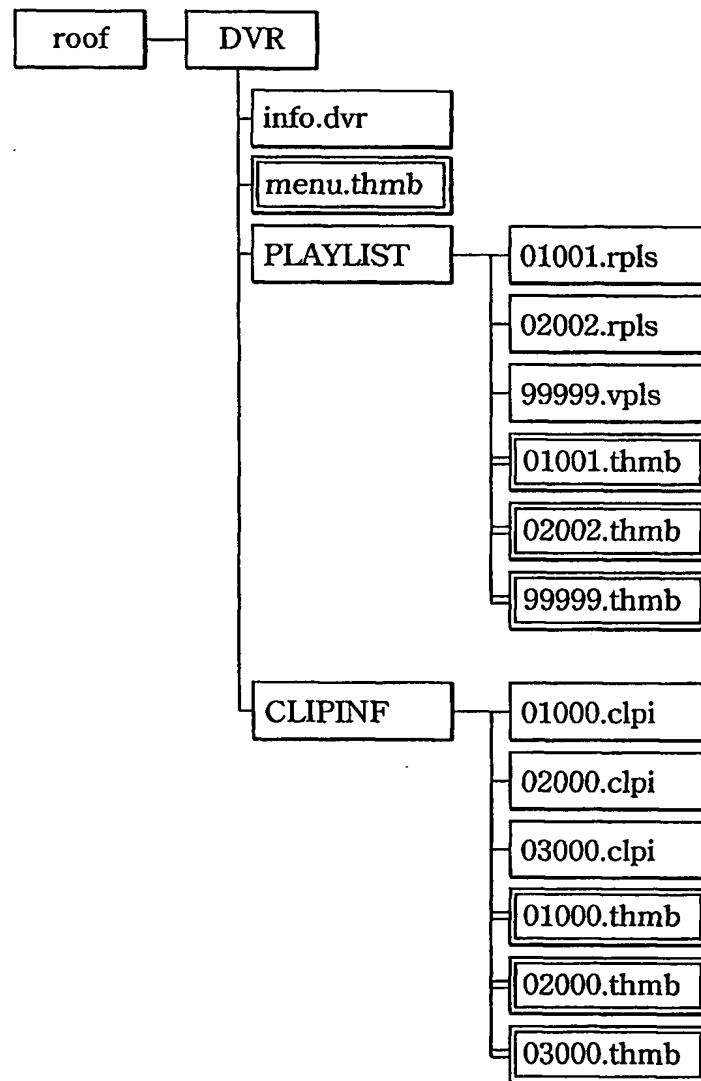 roof DVR
info.dvr
menu.thmb
PLAYLIST 01001.rpls
02002.rpls
99999.vpls
01001.thmb
02002.thmb
99999.thmb
CLIPINF 01000.clpi
02000.clpi
03000.clpi
01000.thmb
02000.thmb
03000.thmb